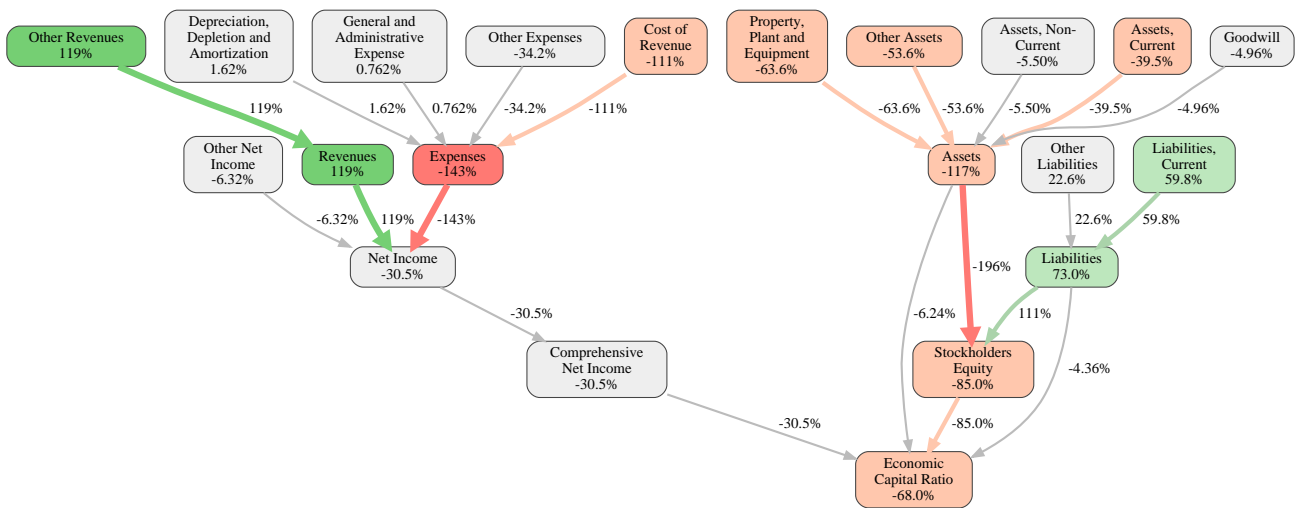 Other Revenues
119%
Depreciation,
Depletion and
Amortization
1.62%
General and
Administrative
Expense
0.762%
Other Expenses
-34.2%
Cost of
Revenue
-111%
Property,
Plant and
Equipment
-63.6%
Other Assets
-53.6%
Assets, Non-
Current
-5.50%
Assets,
Current
-39.5%
Goodwill
-4.96%
119%
1.62%
0.762%
-34.2%
-111%
-63.6%
-53.6%
-5.50%
-39.5%
-4.96%
Other Net
Income
-6.32%
Revenues
119%
Expenses
-143%
Assets
-117%
Other
Liabilities
22.6%
Liabilities,
Current
59.8%
-6.32%
119%
-143%
22.6%
59.8%
Net Income
-30.5%
-196%
Liabilities
73.0%
-30.5%
-6.24%
111%
Comprehensive
Net Income
-30.5%
Stockholders
Equity
-85.0%
-4.36%
-30.5%
-85.0%
Economic
Capital Ratio
-68.0%